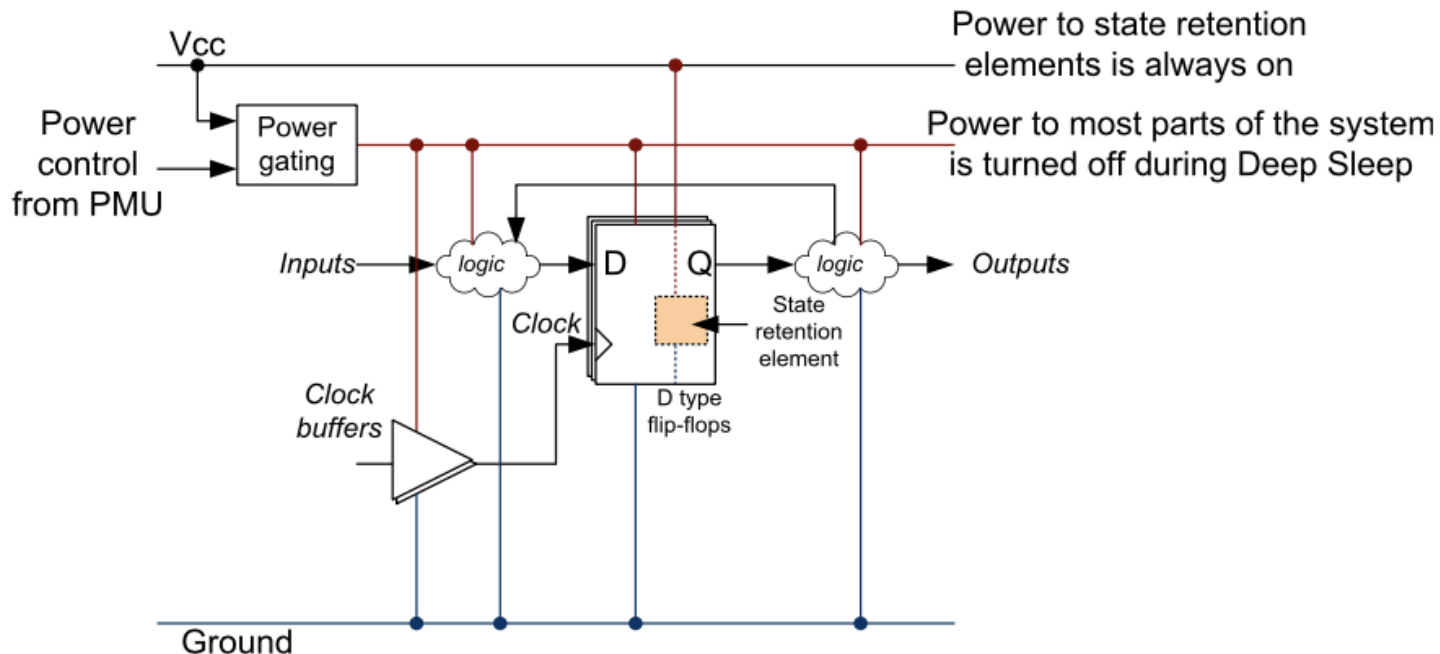 Vcc
Power to state retention
elements is always on
Power
control
from PMU
Power
gating
Power to most parts of the system
is turned off during Deep Sleep
Inputs
logic
D
Q
logic
Outputs
Clock
State
retention
element
Clock
buffers
D type
flip-flops
Ground